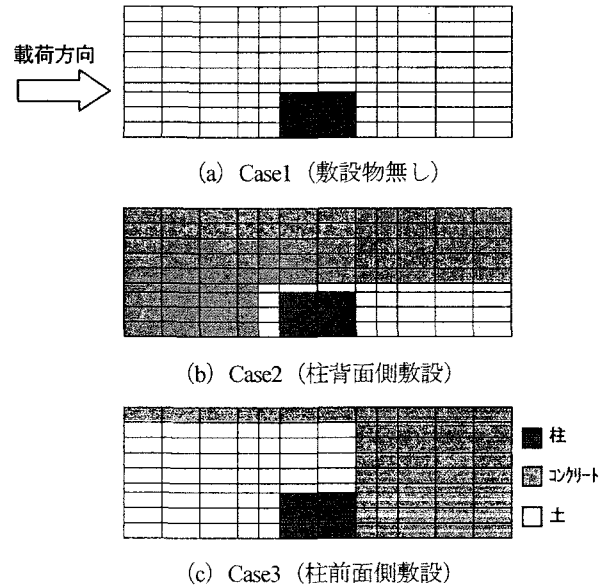 載荷方向
(a) Case1 (敷設物無し)
(b) Case2 (柱背面側敷設)
柱
コンクリート
土
(c) Case3 (柱前面側敷設)